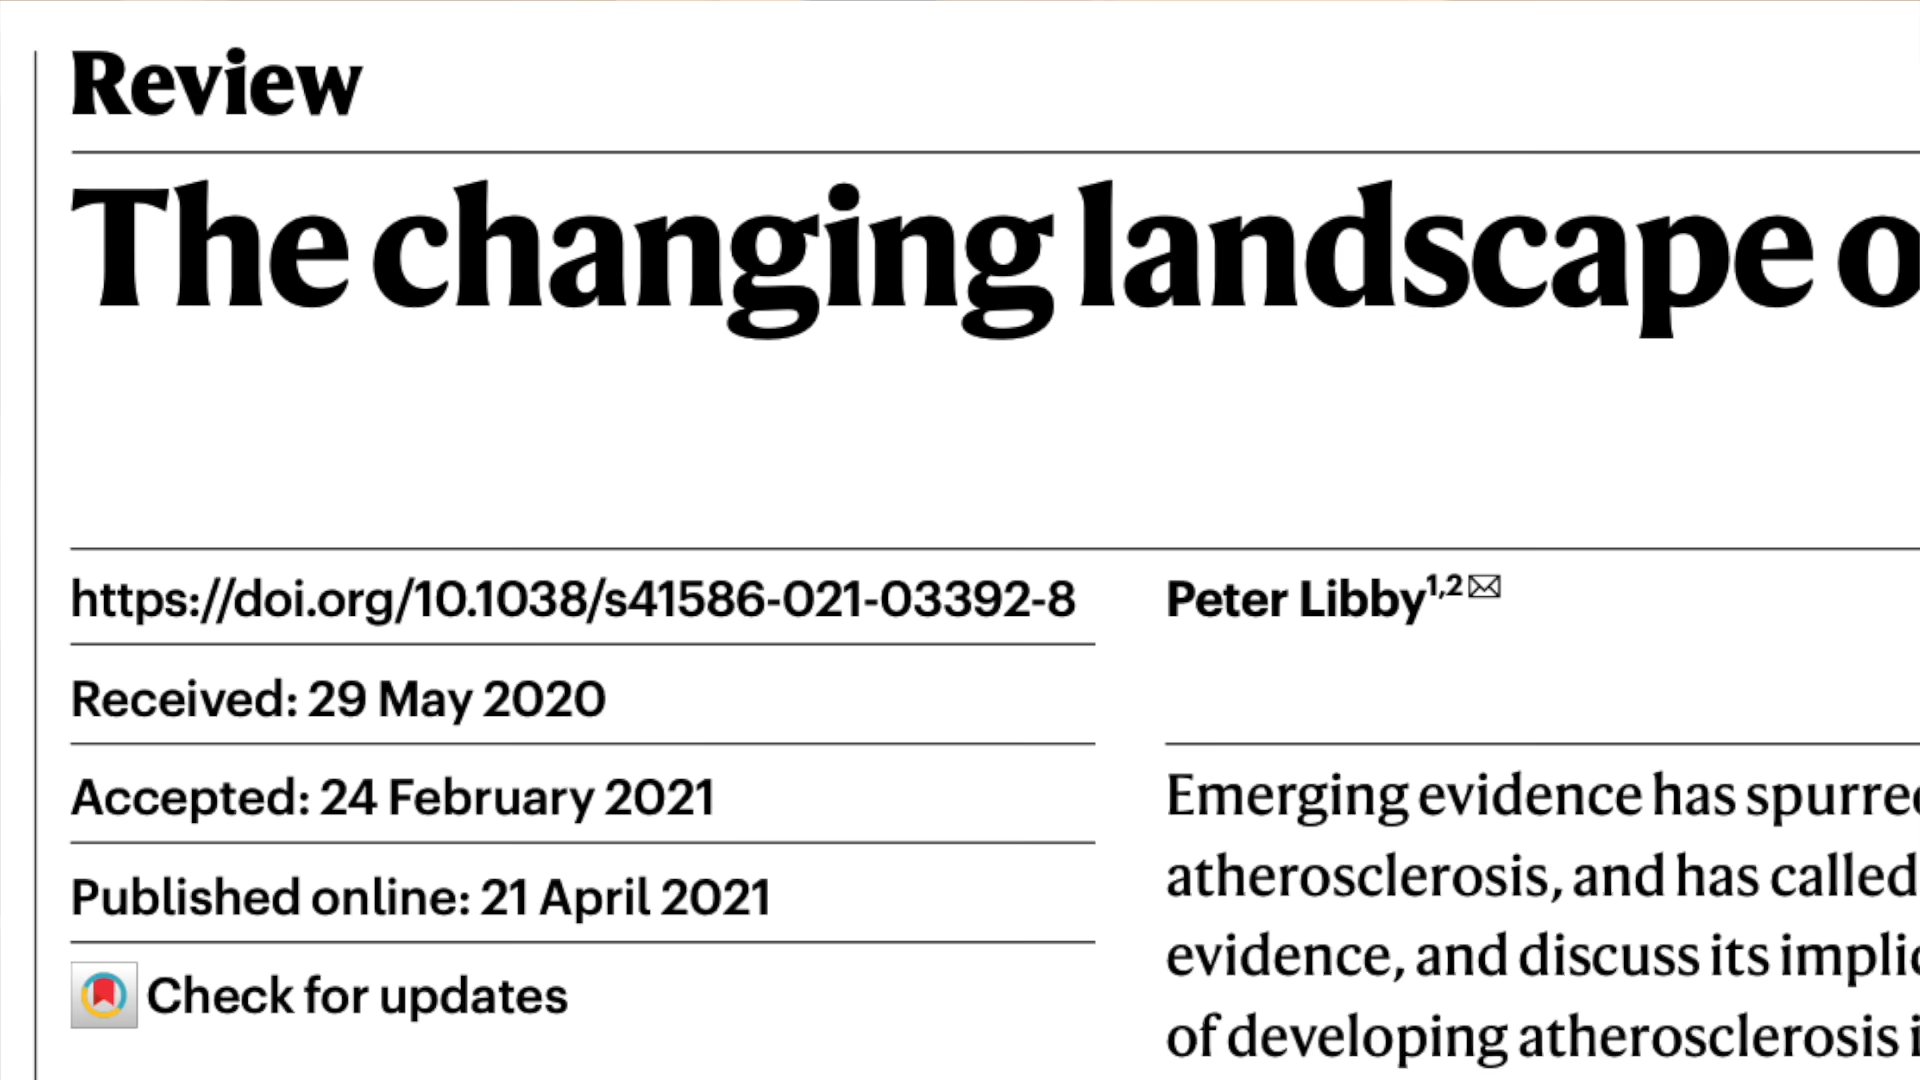 Review
The changing landscape o
https://doi.org/10.1038/s41586-021-03392-8
Received: 29 May 2020
Accepted: 24 February 2021
Published online: 21 April 2021
Check for updates
Peter Libby1,2✉
Emerging evidence has spurred
atherosclerosis, and has called
evidence, and discuss its implic
of developing atherosclerosis i